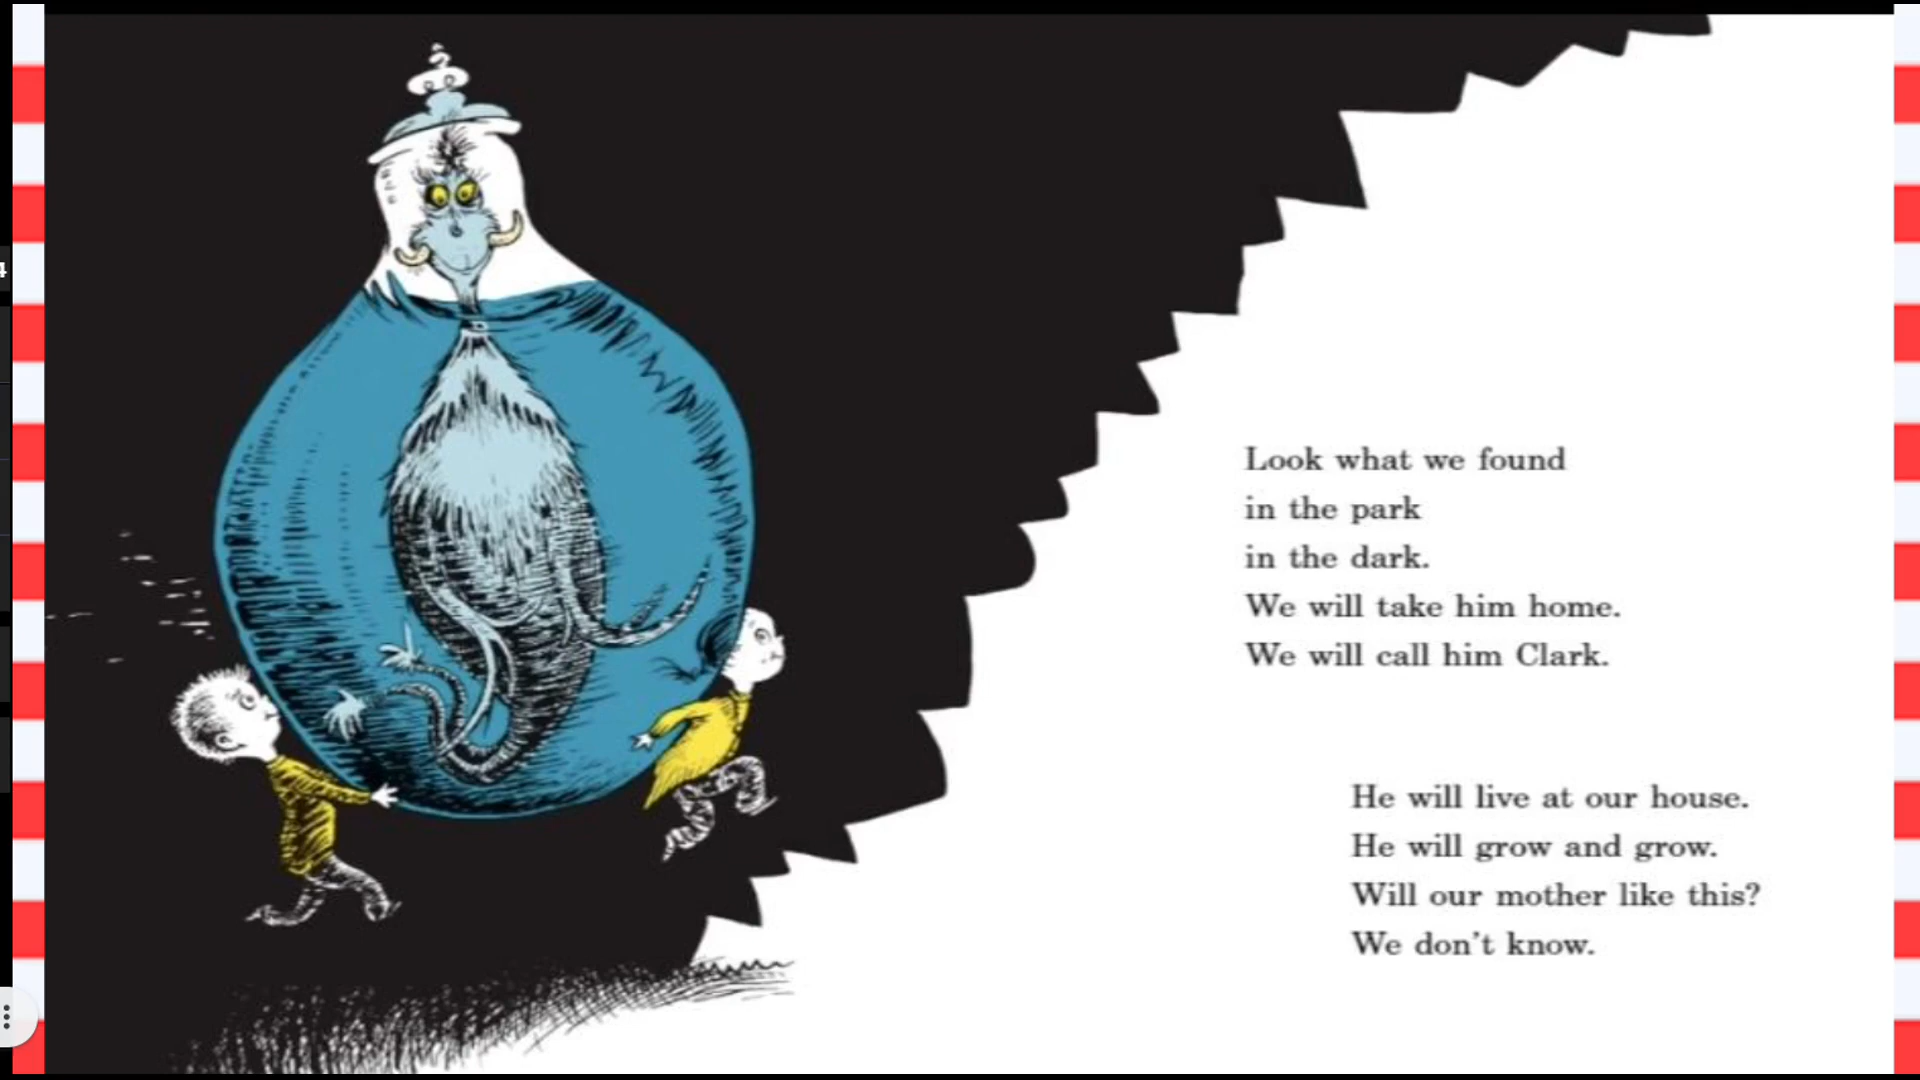 4
Look what we found
in the park
in the dark.
We will take him home.
We will call him Clark.
He will live at our house.
He will grow and grow.
Will our mother like this?
We don't know.